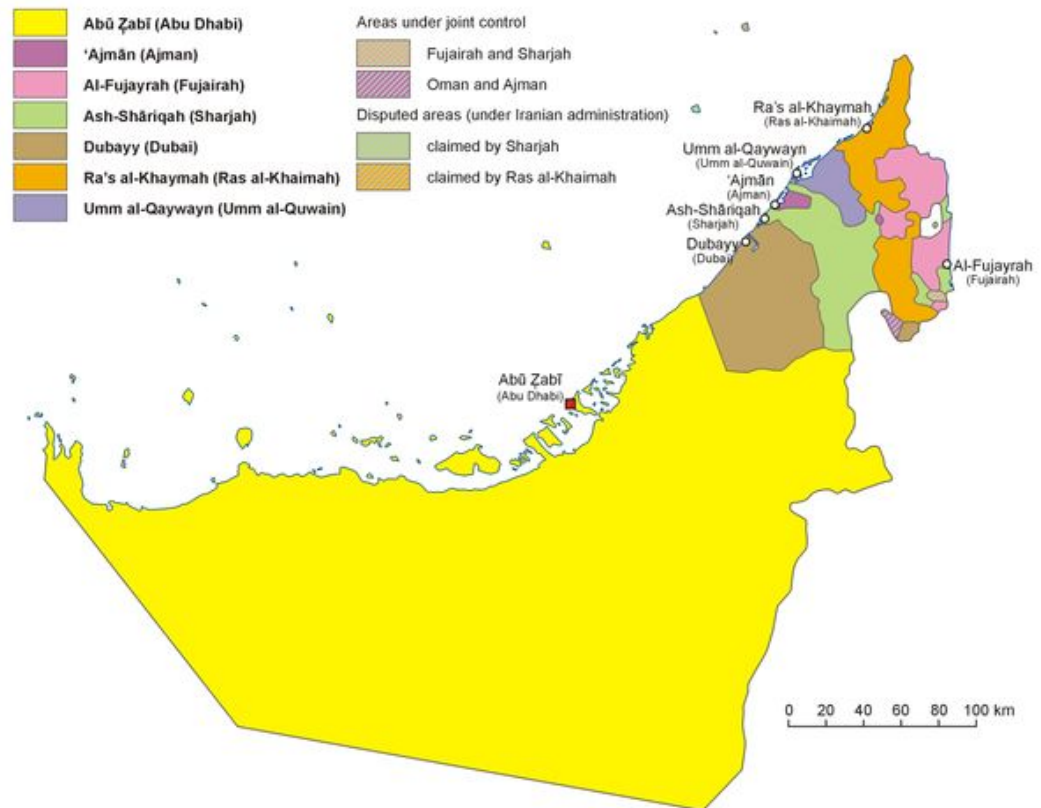 Abū Z̧abī (Abu Dhabi)
‘Ajmān (Ajman)
Al-Fujayrah (Fujairah)
Ash-Shāriqah (Sharjah)
Dubayy (Dubai)
Ra's al-Khaymah (Ras al-Khaimah)
Umm al-Qaywayn (Umm al-Quwain)
Areas under joint control
Fujairah and Sharjah
Oman and Ajman
Disputed areas (under Iranian administration)
claimed by Sharjah
claimed by Ras al-Khaimah
Ra's al-Khaymah
(Ras al-Khaimah)
Umm al-Qaywayn
(Umm al-Quwain)
‘Ajmān
(Ajman)
Ash-Shāriqah
(Sharjah)
Dubayy
(Dubai)
Al-Fujayrah
(Fujairah)
Abū Z̧abī
(Abu Dhabi)
0 20 40 60 80 100 km